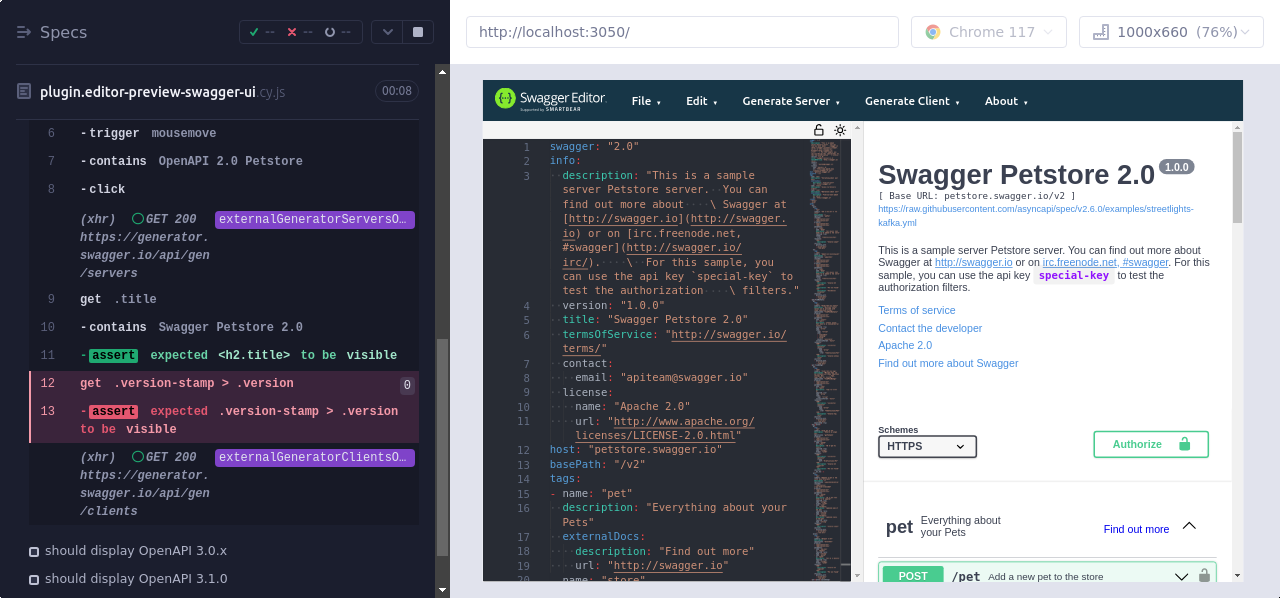 Specs
-- -- --
plugin.editor-preview-swagger-ui.cy.js 00:08
6 -trigger mousemove
7 -contains OpenAPI 2.0 Petstore
8 -click
(xhr) GET 200 externalGeneratorServersO…
https://generator.
swagger.io/api/gen
/servers
9 get .title
10 -contains Swagger Petstore 2.0
11 -assert expected <h2.title> to be visible
12 get .version-stamp > .version 0
13 -assert expected .version-stamp > .version
to be visible
(xhr) GET 200 externalGeneratorClientsO…
https://generator.
swagger.io/api/gen
/clients
should display OpenAPI 3.0.x
should display OpenAPI 3.1.0
http://localhost:3050/
Chrome 117
1000x660 (76%)
Swagger Editor.
Supported by SMARTBEAR
File Edit Generate Server Generate Client About
1 swagger: "2.0"
2 info:
3 description: "This is a sample
server Petstore server. You can
find out more about \ Swagger at
[http://swagger.io](http://swagger.
io) or on [irc.freenode.net,
#swagger](http://swagger.io/
irc/). \ For this sample, you
can use the api key `special-key` to
test the authorization \ filters."
4 version: "1.0.0"
5 title: "Swagger Petstore 2.0"
6 termsOfService: "http://swagger.io/
terms/"
7 contact:
8 email: "apiteam@swagger.io"
9 license:
10 name: "Apache 2.0"
11 url: "http://www.apache.org/
licenses/LICENSE-2.0.html"
12 host: "petstore.swagger.io"
13 basePath: "/v2"
14 tags:
15 - name: "pet"
16 description: "Everything about your
Pets"
17 externalDocs:
18 description: "Find out more"
19 url: "http://swagger.io"
20 - name: "store"
Swagger Petstore 2.0 1.0.0
[ Base URL: petstore.swagger.io/v2 ]
https://raw.githubusercontent.com/asyncapi/spec/v2.6.0/examples/streetlights-
kafka.yml
This is a sample server Petstore server. You can find out more about
Swagger at http://swagger.io or on irc.freenode.net, #swagger. For this
sample, you can use the api key special-key to test the
authorization filters.
Terms of service
Contact the developer
Apache 2.0
Find out more about Swagger
Schemes
HTTPS
Authorize
pet Everything about
your Pets
Find out more
POST /pet Add a new pet to the store